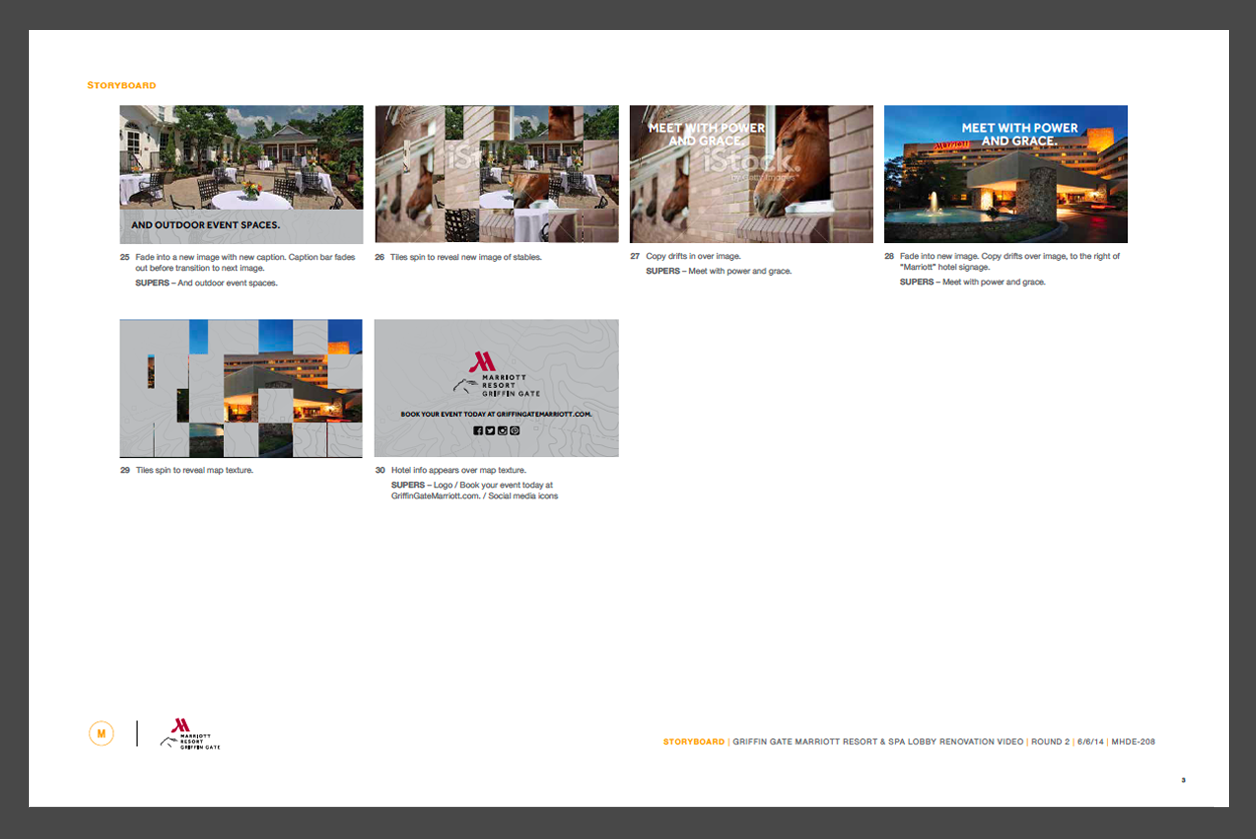 STORYBOARD
AND OUTDOOR EVENT SPACES.
iS
MEET WITH POWER
AND GRACE.
iStock.
by Getty Images™
MEET WITH POWER
AND GRACE.
Marriott
25 Fade into a new image with new caption. Caption bar fades
out before transition to next image.
SUPERS – And outdoor event spaces.
26 Tiles spin to reveal new image of stables.
27 Copy drifts in over image.
SUPERS – Meet with power and grace.
28 Fade into new image. Copy drifts over image, to the right of
"Marriott" hotel signage.
SUPERS – Meet with power and grace.
MARRIOTT
RESORT
GRIFFIN GATE
BOOK YOUR EVENT TODAY AT GRIFFINGATEMARRIOTT.COM.
29 Tiles spin to reveal map texture.
30 Hotel info appears over map texture.
SUPERS – Logo / Book your event today at
GriffinGateMarriott.com. / Social media icons
M
MARRIOTT
RESORT
GRIFFIN GATE
STORYBOARD | GRIFFIN GATE MARRIOTT RESORT & SPA LOBBY RENOVATION VIDEO | ROUND 2 | 6/6/14 | MHDE-208
3